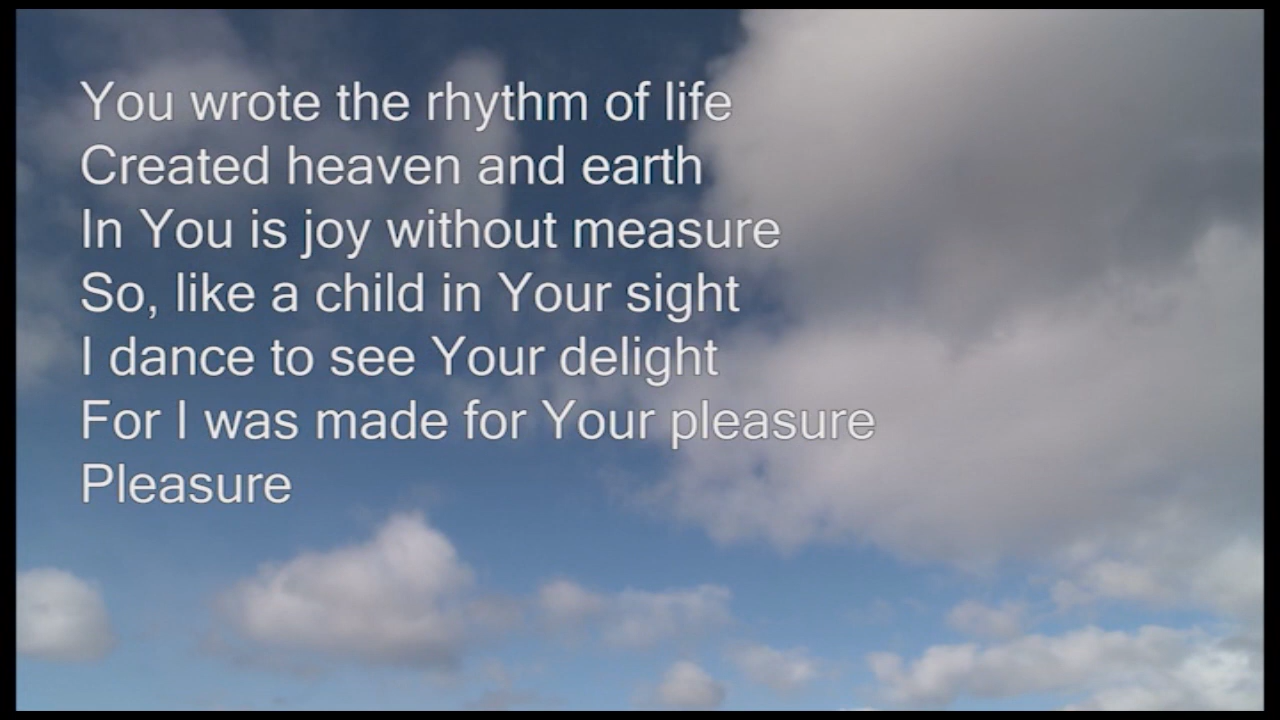 You wrote the rhythm of life
Created heaven and earth
In You is joy without measure
So, like a child in Your sight
I dance to see Your delight
For I was made for Your pleasure
Pleasure